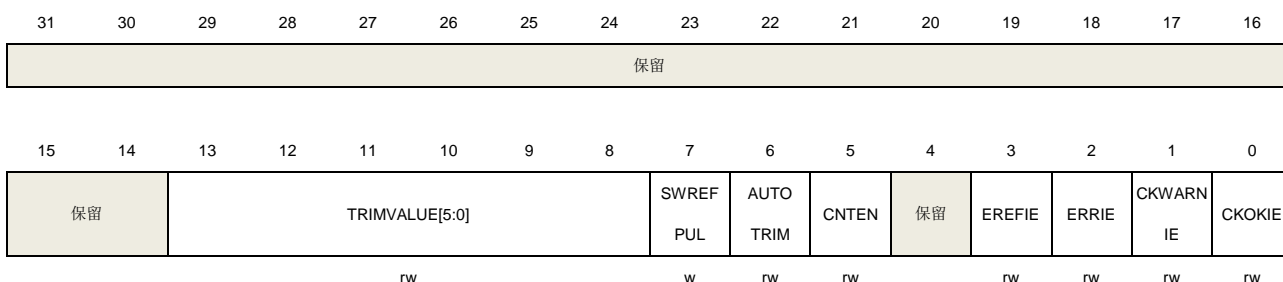 31 30 29 28 27 26 25 24 23 22 21 20 19 18 17 16
保留
15 14 13 12 11 10 9 8 7 6 5 4 3 2 1 0
保留 TRIMVALUE[5:0] SWREF PUL AUTO TRIM CNTEN 保留 EREFIE ERRIE CKWARN IE CKOKIE
rw w rw rw rw rw rw rw